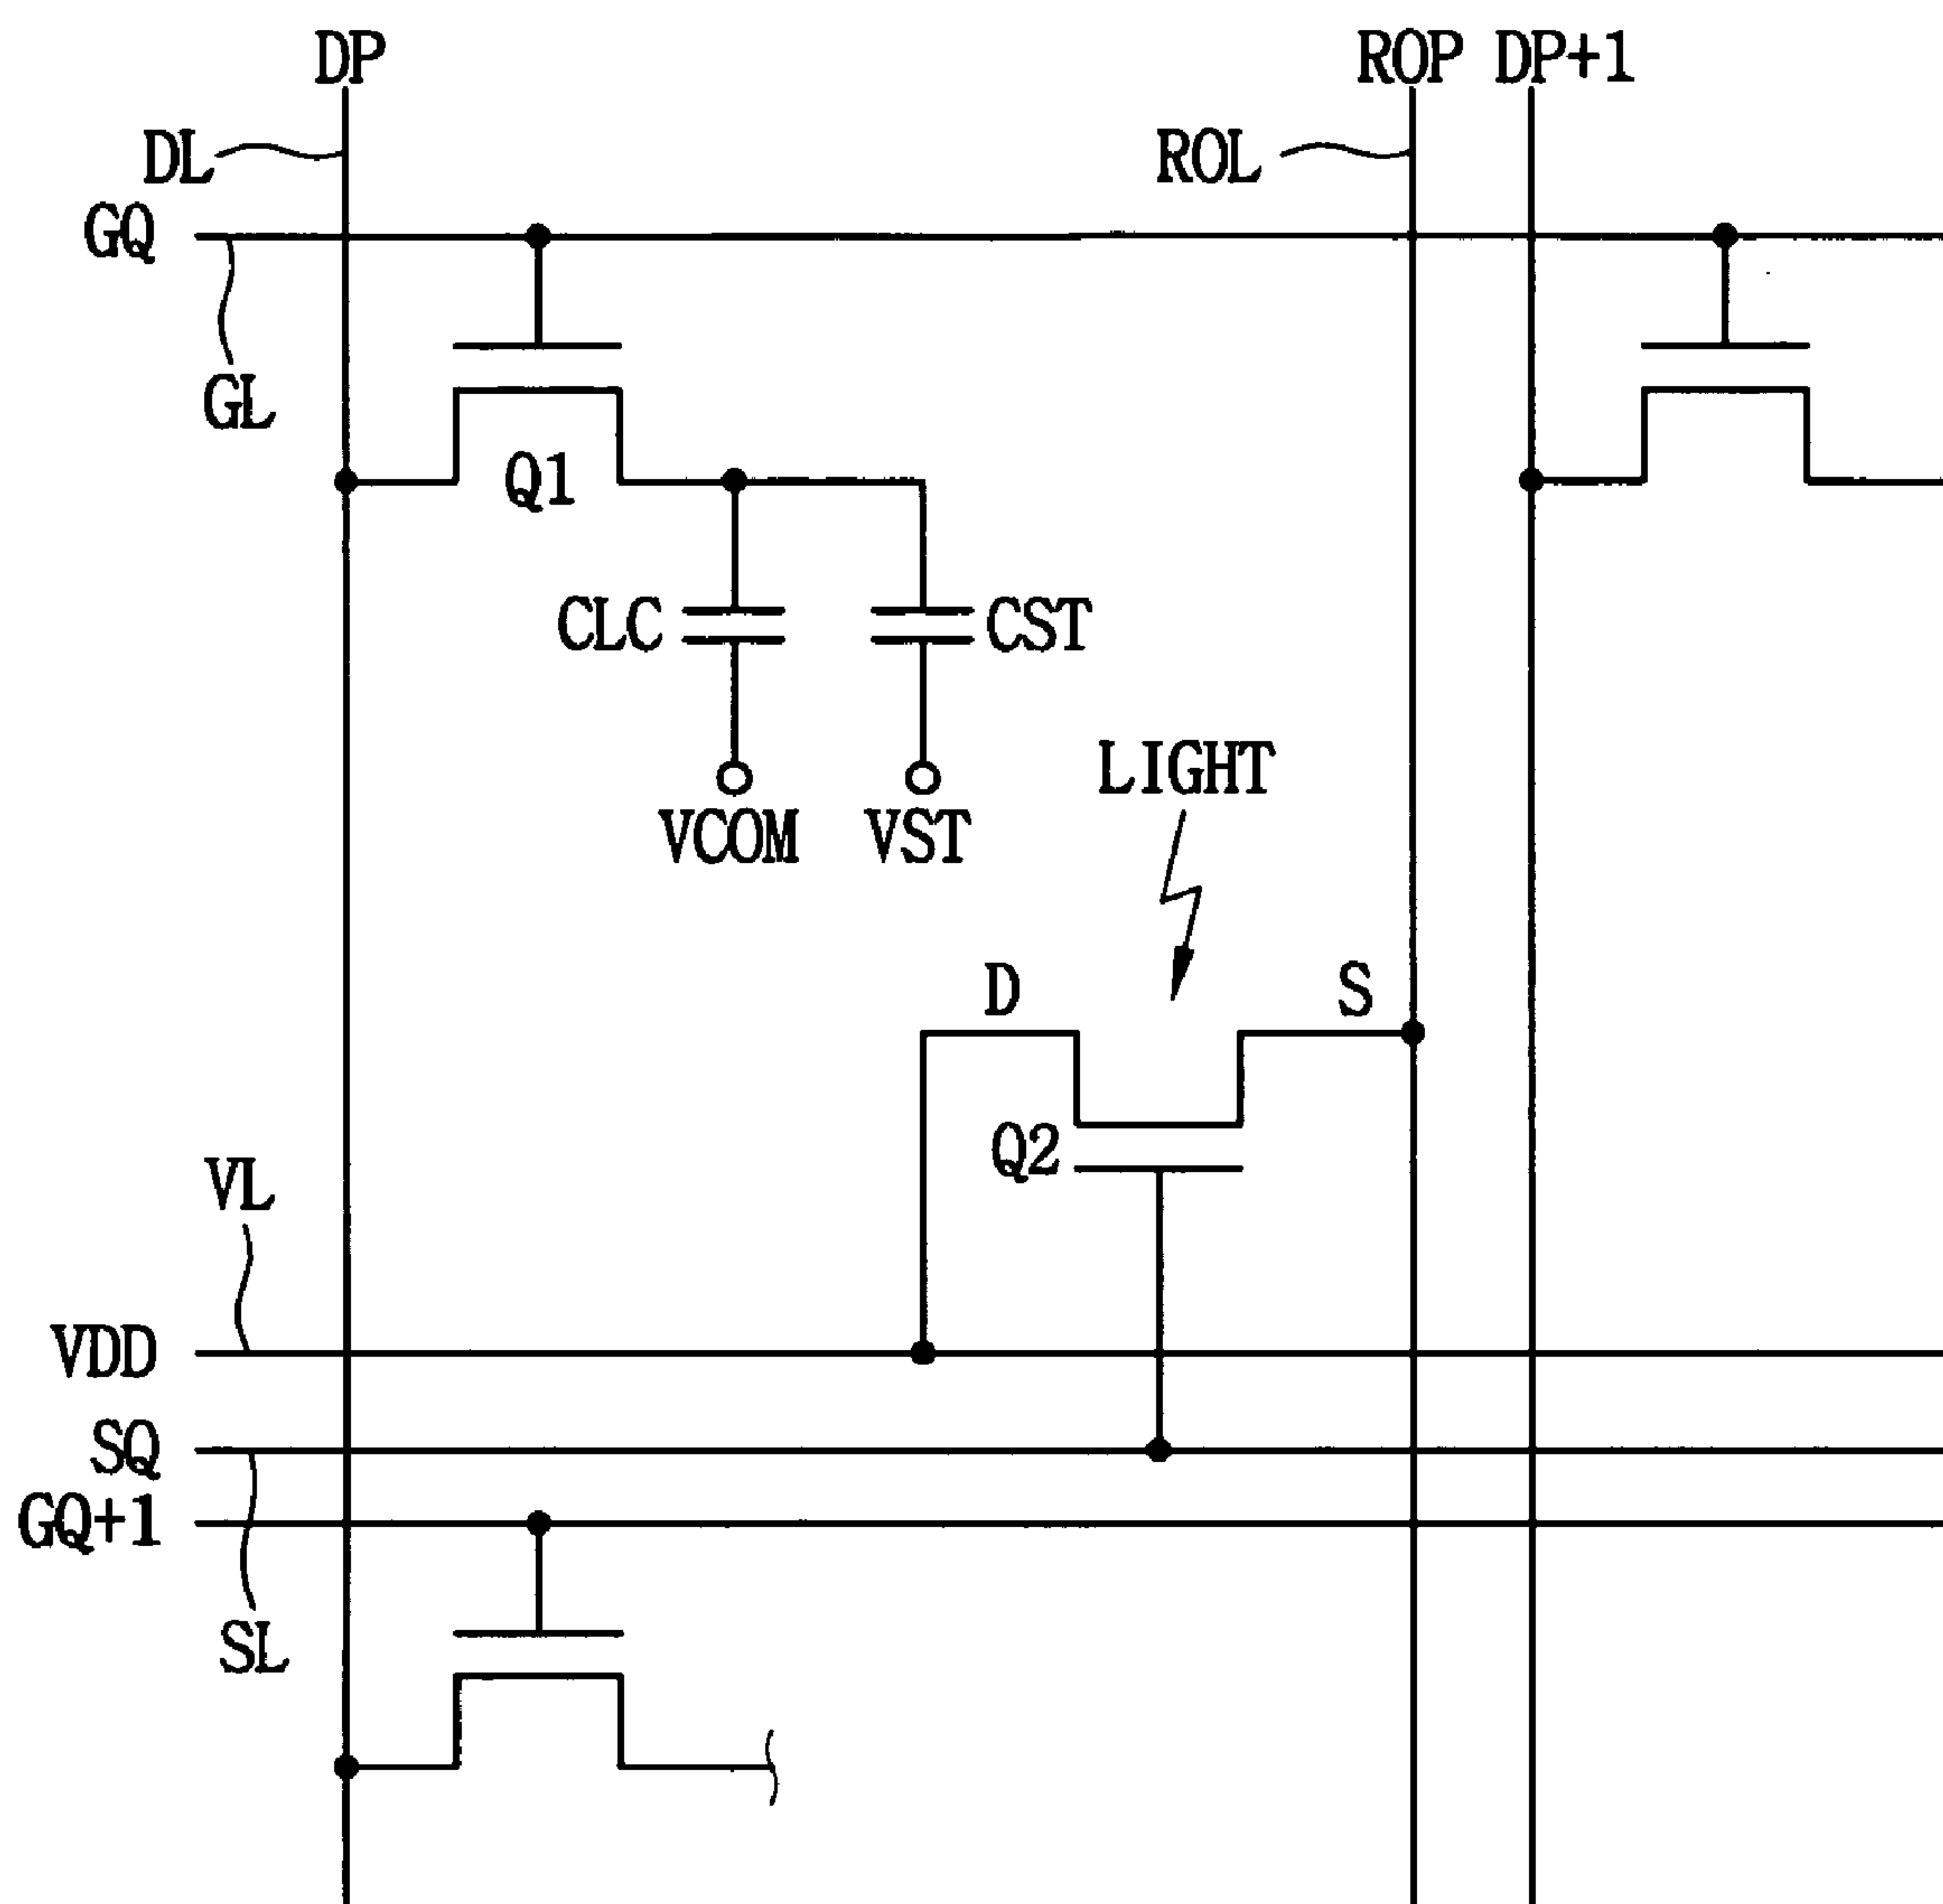 DP
ROP
DP+1
DL
ROL
GQ
GL
Q1
CLC
CST
LIGHT
VCOM
VST
D
S
Q2
VL
VDD
SQ
GQ+1
SL